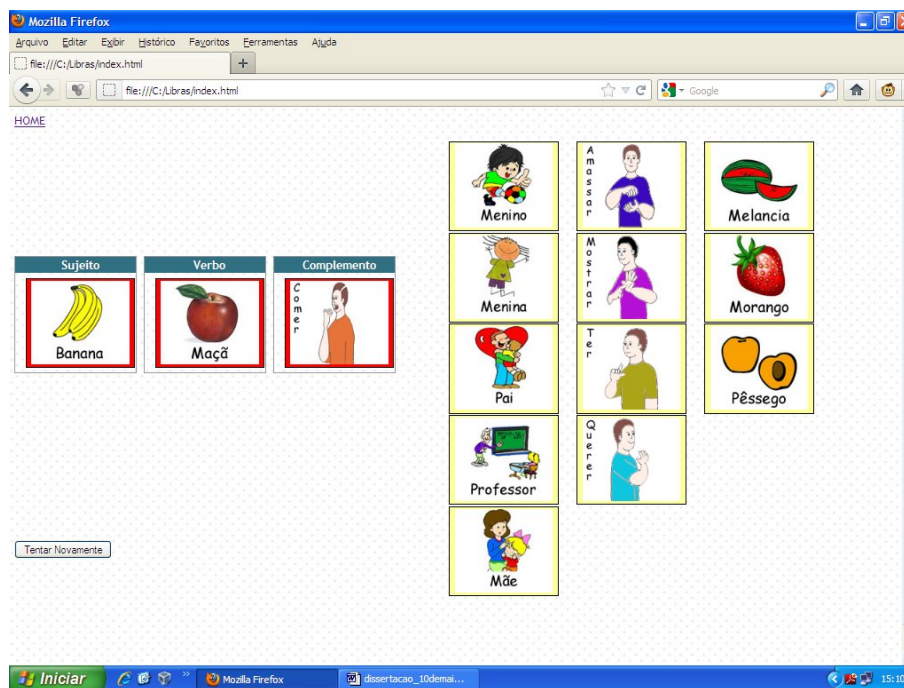 Mozilla Firefox
Arquivo Editar Exibir Histórico Favoritos Ferramentas Ajuda
file:///C:/Libras/index.html
file:///C:/Libras/index.html
Google
HOME
Sujeito
Verbo
Complemento
Banana
Maçã
Comer
Tentar Novamente
Menino
Amassar
Melancia
Menina
Mostrar
Morango
Pai
Ter
Pêssego
Professor
Querer
Mãe
Iniciar
Mozilla Firefox
dissertacao_10demai...
15:10